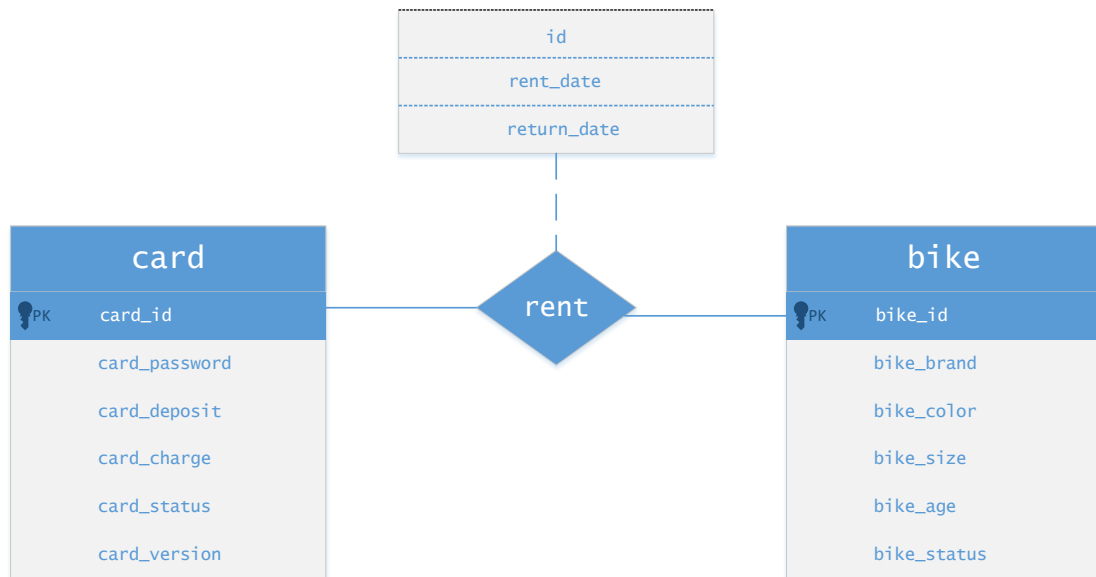 id
rent_date
return_date
card
PK card_id
card_password
card_deposit
card_charge
card_status
card_version
rent
bike
PK bike_id
bike_brand
bike_color
bike_size
bike_age
bike_status